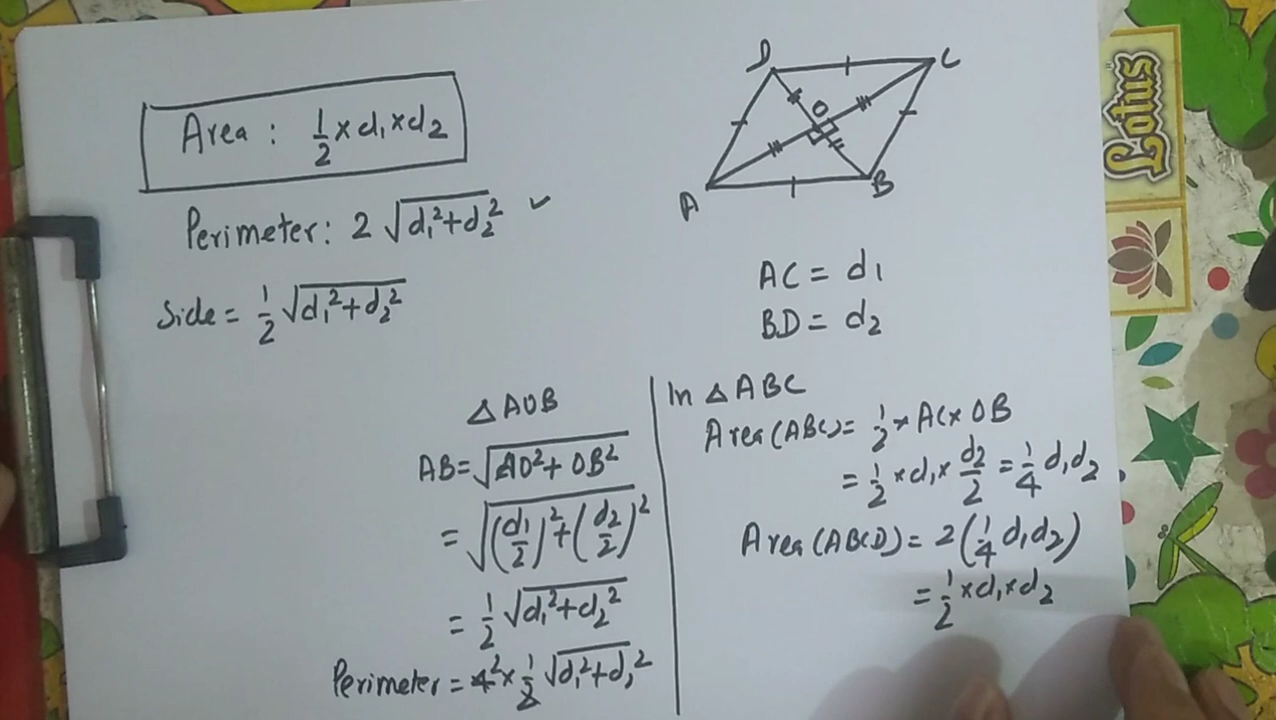 Area : 1/2 × d₁ × d₂
Perimeter: 2 √(d₁²+d₂²) ✓
Side = 1/2 √(d₁²+d₂²)
D C
O
A B
AC = d₁
BD = d₂
△AOB
AB = √(AO² + OB²)
= √((d₁/2)² + (d₂/2)²)
= 1/2 √(d₁²+d₂²)
Perimeter = 4² × 1/2 √(d₁²+d₂²)
In △ABC
Area (ABC) = 1/2 × AC × OB
= 1/2 × d₁ × d₂/2 = 1/4 d₁d₂
Area (ABCD) = 2(1/4 d₁d₂)
= 1/2 × d₁ × d₂
Lotus